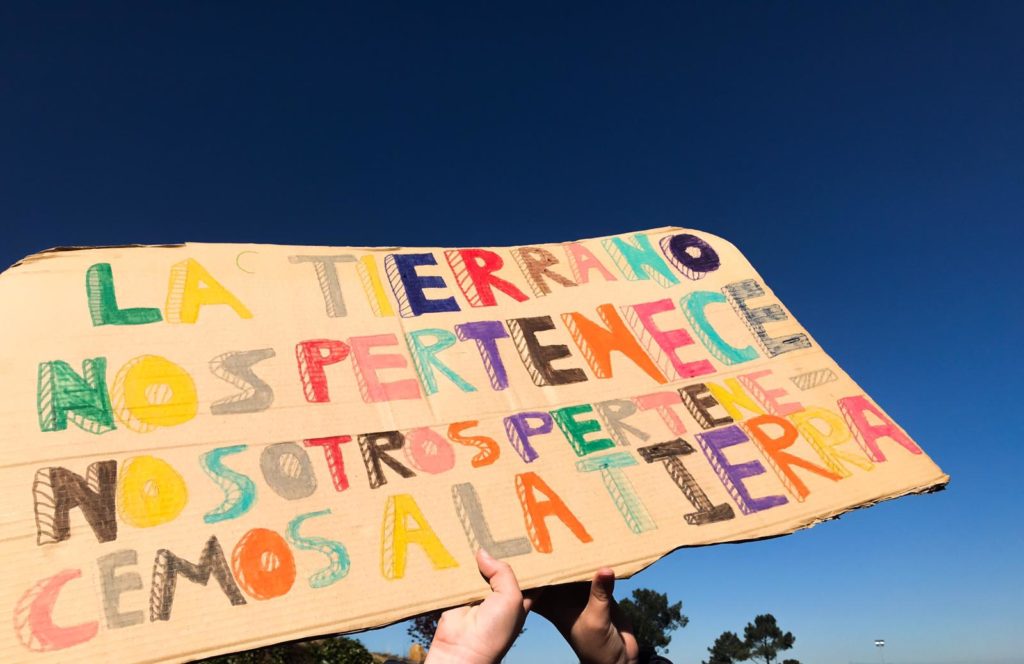 LA TIERRA NO
NOS PERTENECE
NOSOTROS PERTENE-
CEMOS A LA TIERRA